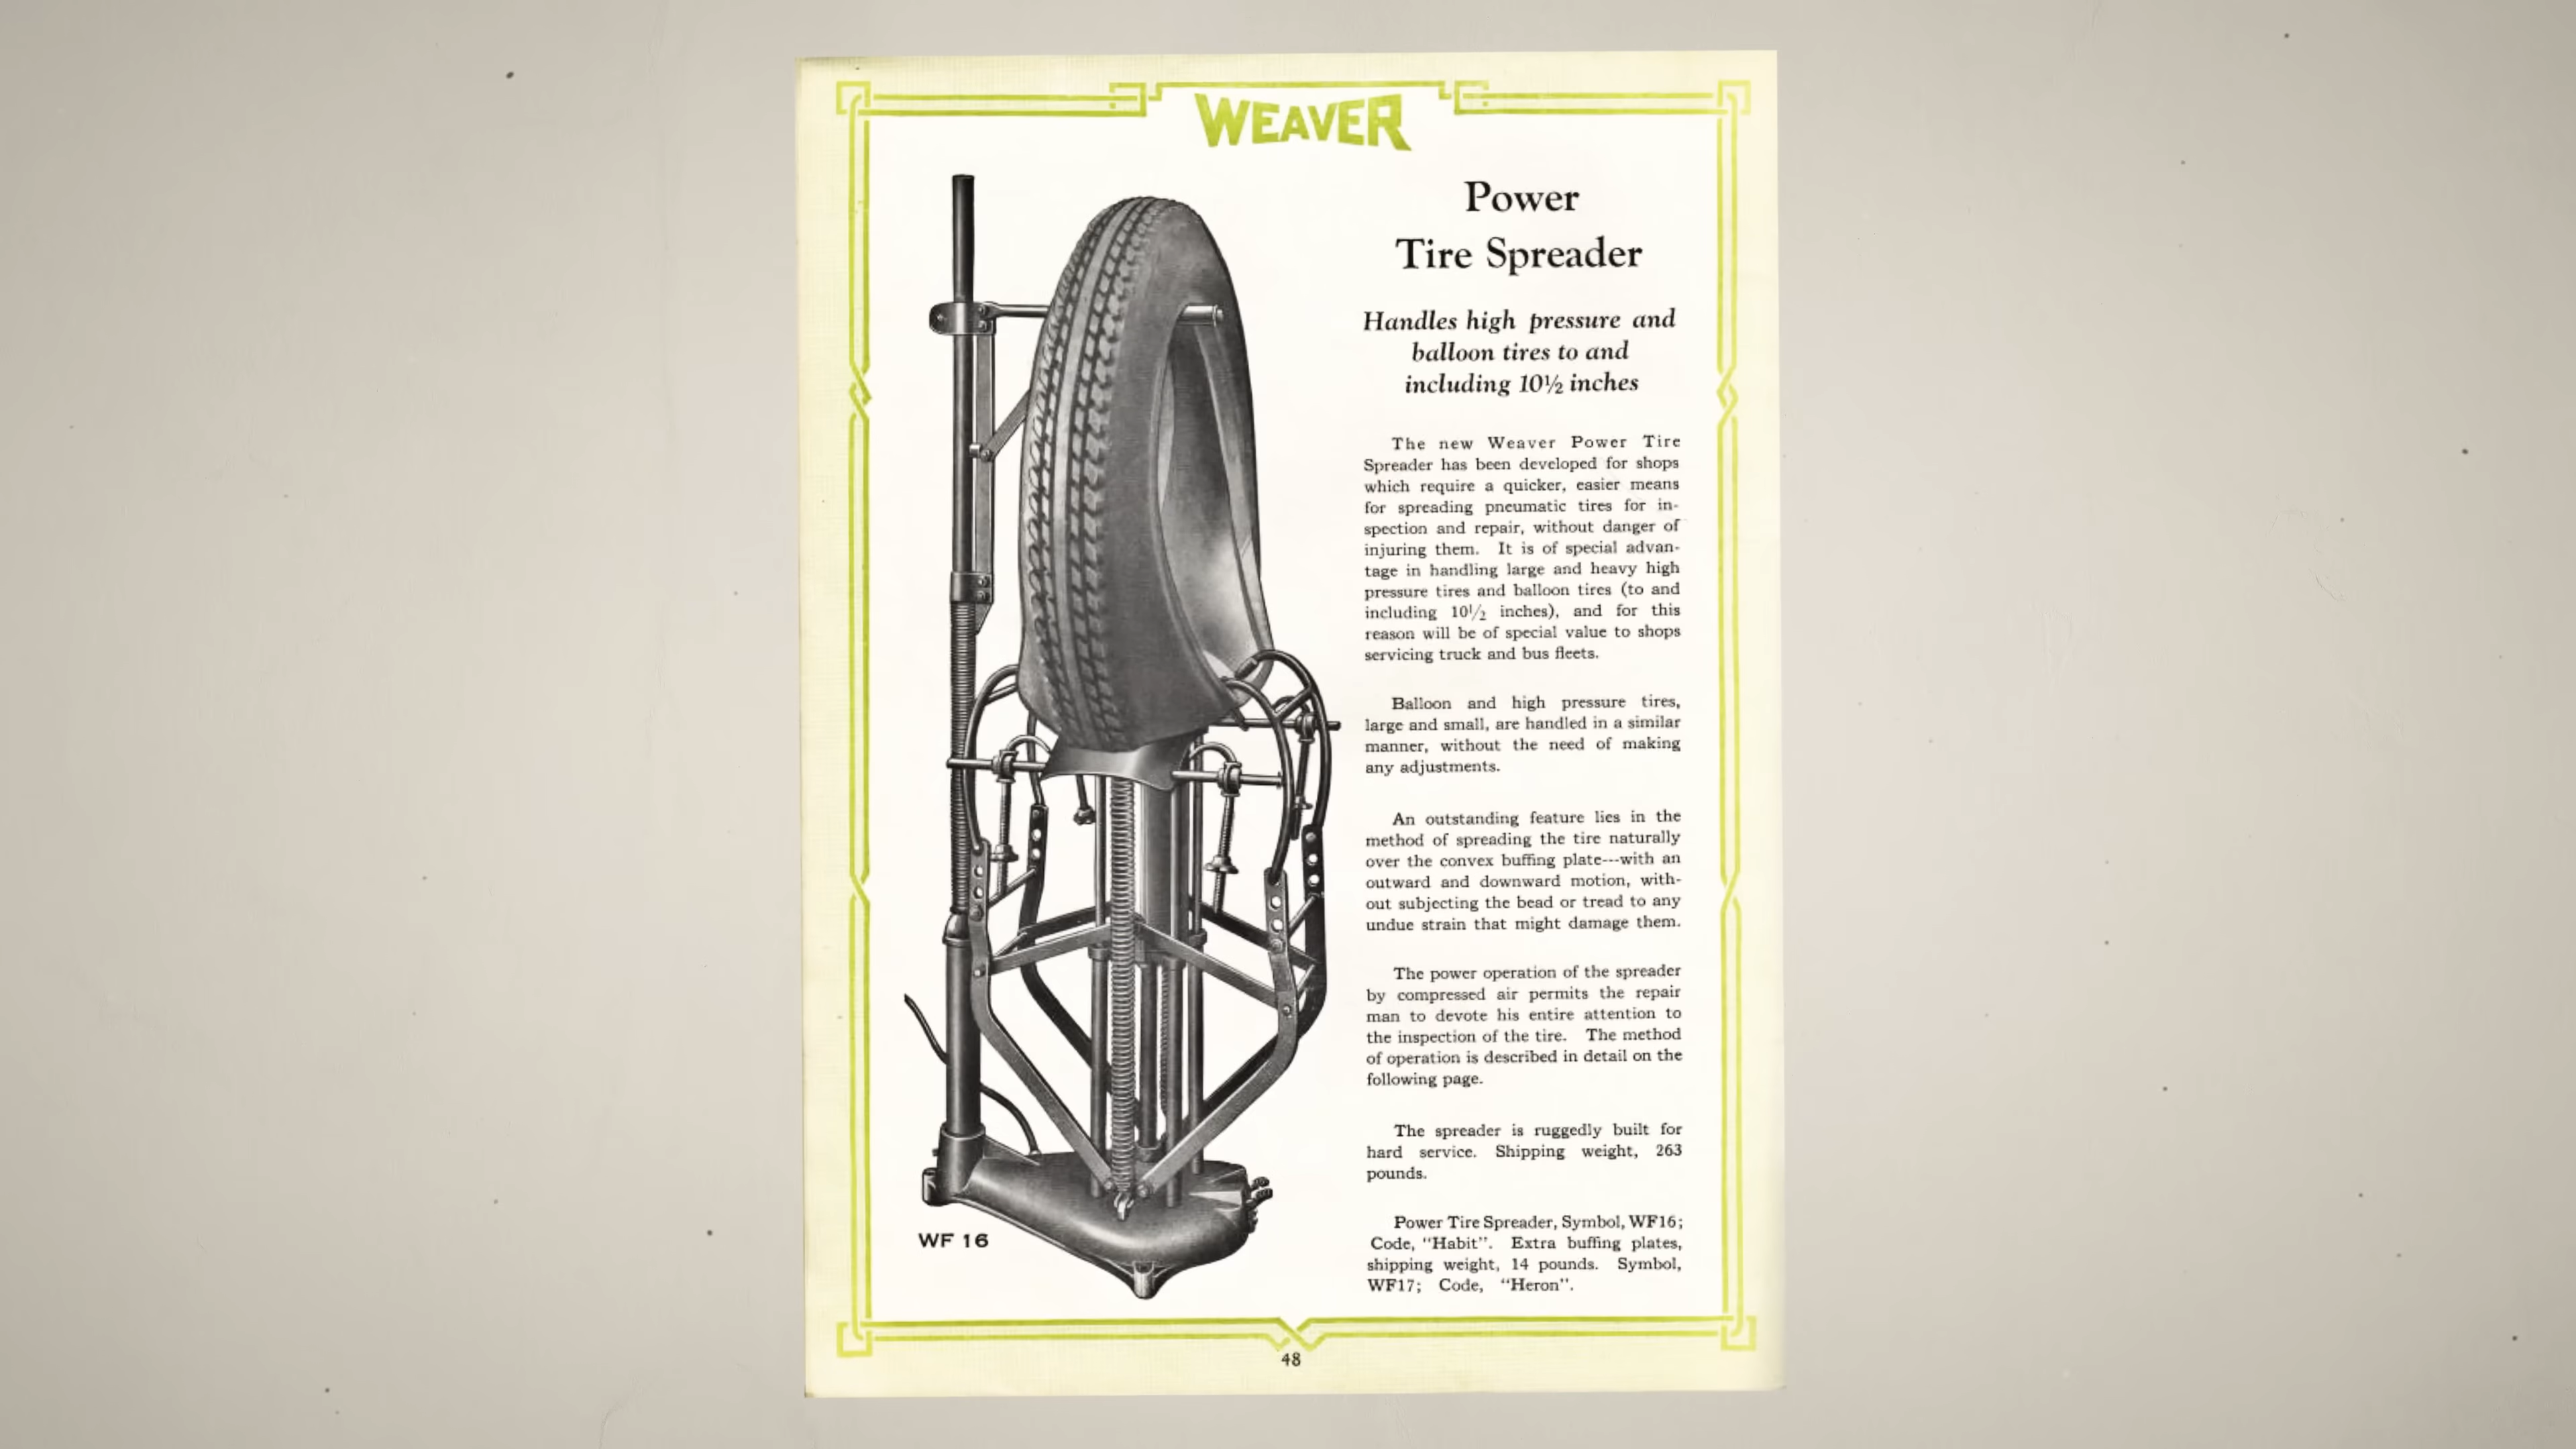 WEAVER
Power
Tire Spreader
Handles high pressure and
balloon tires to and
including 10½ inches
The new Weaver Power Tire
Spreader has been developed for shops
which require a quicker, easier means
for spreading pneumatic tires for in-
spection and repair, without danger of
injuring them. It is of special advan-
tage in handling large and heavy high
pressure tires and balloon tires (to and
including 10½ inches), and for this
reason will be of special value to shops
servicing truck and bus fleets.
Balloon and high pressure tires,
large and small, are handled in a similar
manner, without the need of making
any adjustments.
An outstanding feature lies in the
method of spreading the tire naturally
over the convex buffing plate---with an
outward and downward motion, with-
out subjecting the bead or tread to any
undue strain that might damage them.
The power operation of the spreader
by compressed air permits the repair
man to devote his entire attention to
the inspection of the tire. The method
of operation is described in detail on the
following page.
The spreader is ruggedly built for
hard service. Shipping weight, 263
pounds.
Power Tire Spreader, Symbol, WF16;
Code, "Habit". Extra buffing plates,
shipping weight, 14 pounds. Symbol,
WF17; Code, "Heron".
WF 16
48